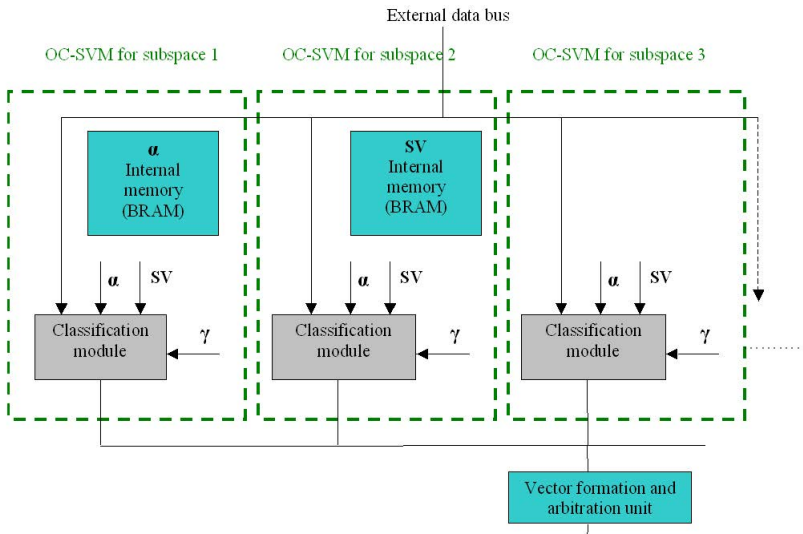 External data bus
OC-SVM for subspace 1
OC-SVM for subspace 2
OC-SVM for subspace 3
α
Internal
memory
(BRAM)
SV
Internal
memory
(BRAM)
α
SV
α
SV
α
SV
Classification
module
γ
Classification
module
γ
Classification
module
γ
Vector formation and
arbitration unit